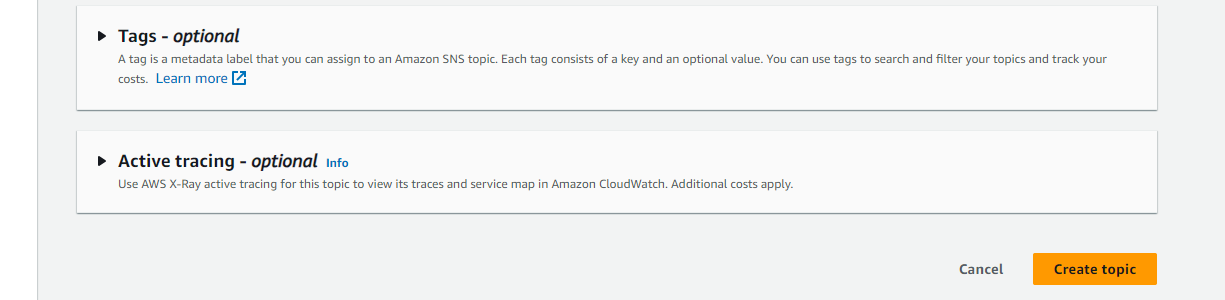 Tags - optional
A tag is a metadata label that you can assign to an Amazon SNS topic. Each tag consists of a key and an optional value. You can use tags to search and filter your topics and track your
costs. Learn more
Active tracing - optional Info
Use AWS X-Ray active tracing for this topic to view its traces and service map in Amazon CloudWatch. Additional costs apply.
Cancel Create topic